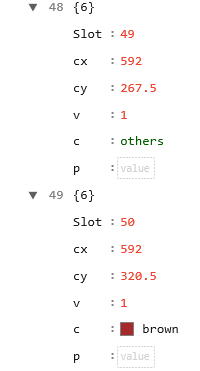 ▼ 48 {6}
Slot : 49
cx : 592
cy : 267.5
v : 1
c : others
p : value
▼ 49 {6}
Slot : 50
cx : 592
cy : 320.5
v : 1
c : brown
p : value